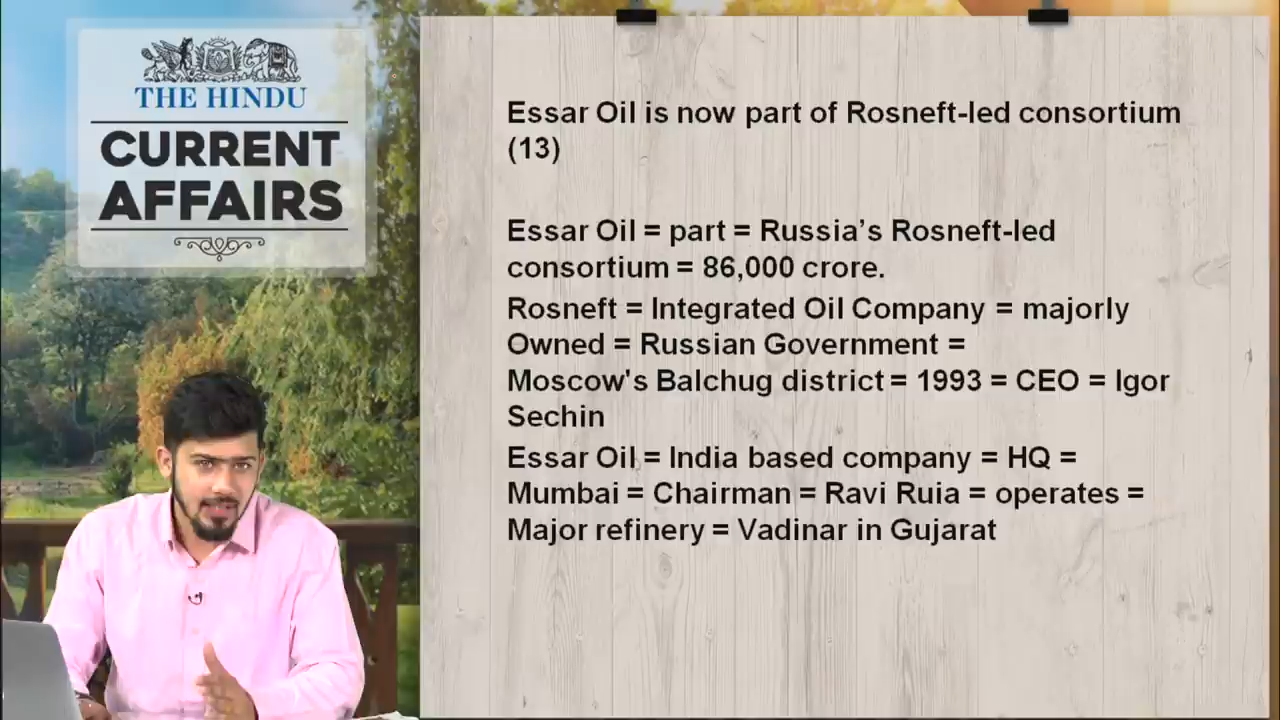 THE HINDU
CURRENT
AFFAIRS
Essar Oil is now part of Rosneft-led consortium
(13)
Essar Oil = part = Russia’s Rosneft-led
consortium = 86,000 crore.
Rosneft = Integrated Oil Company = majorly
Owned = Russian Government =
Moscow's Balchug district = 1993 = CEO = Igor
Sechin
Essar Oil = India based company = HQ =
Mumbai = Chairman = Ravi Ruia = operates =
Major refinery = Vadinar in Gujarat